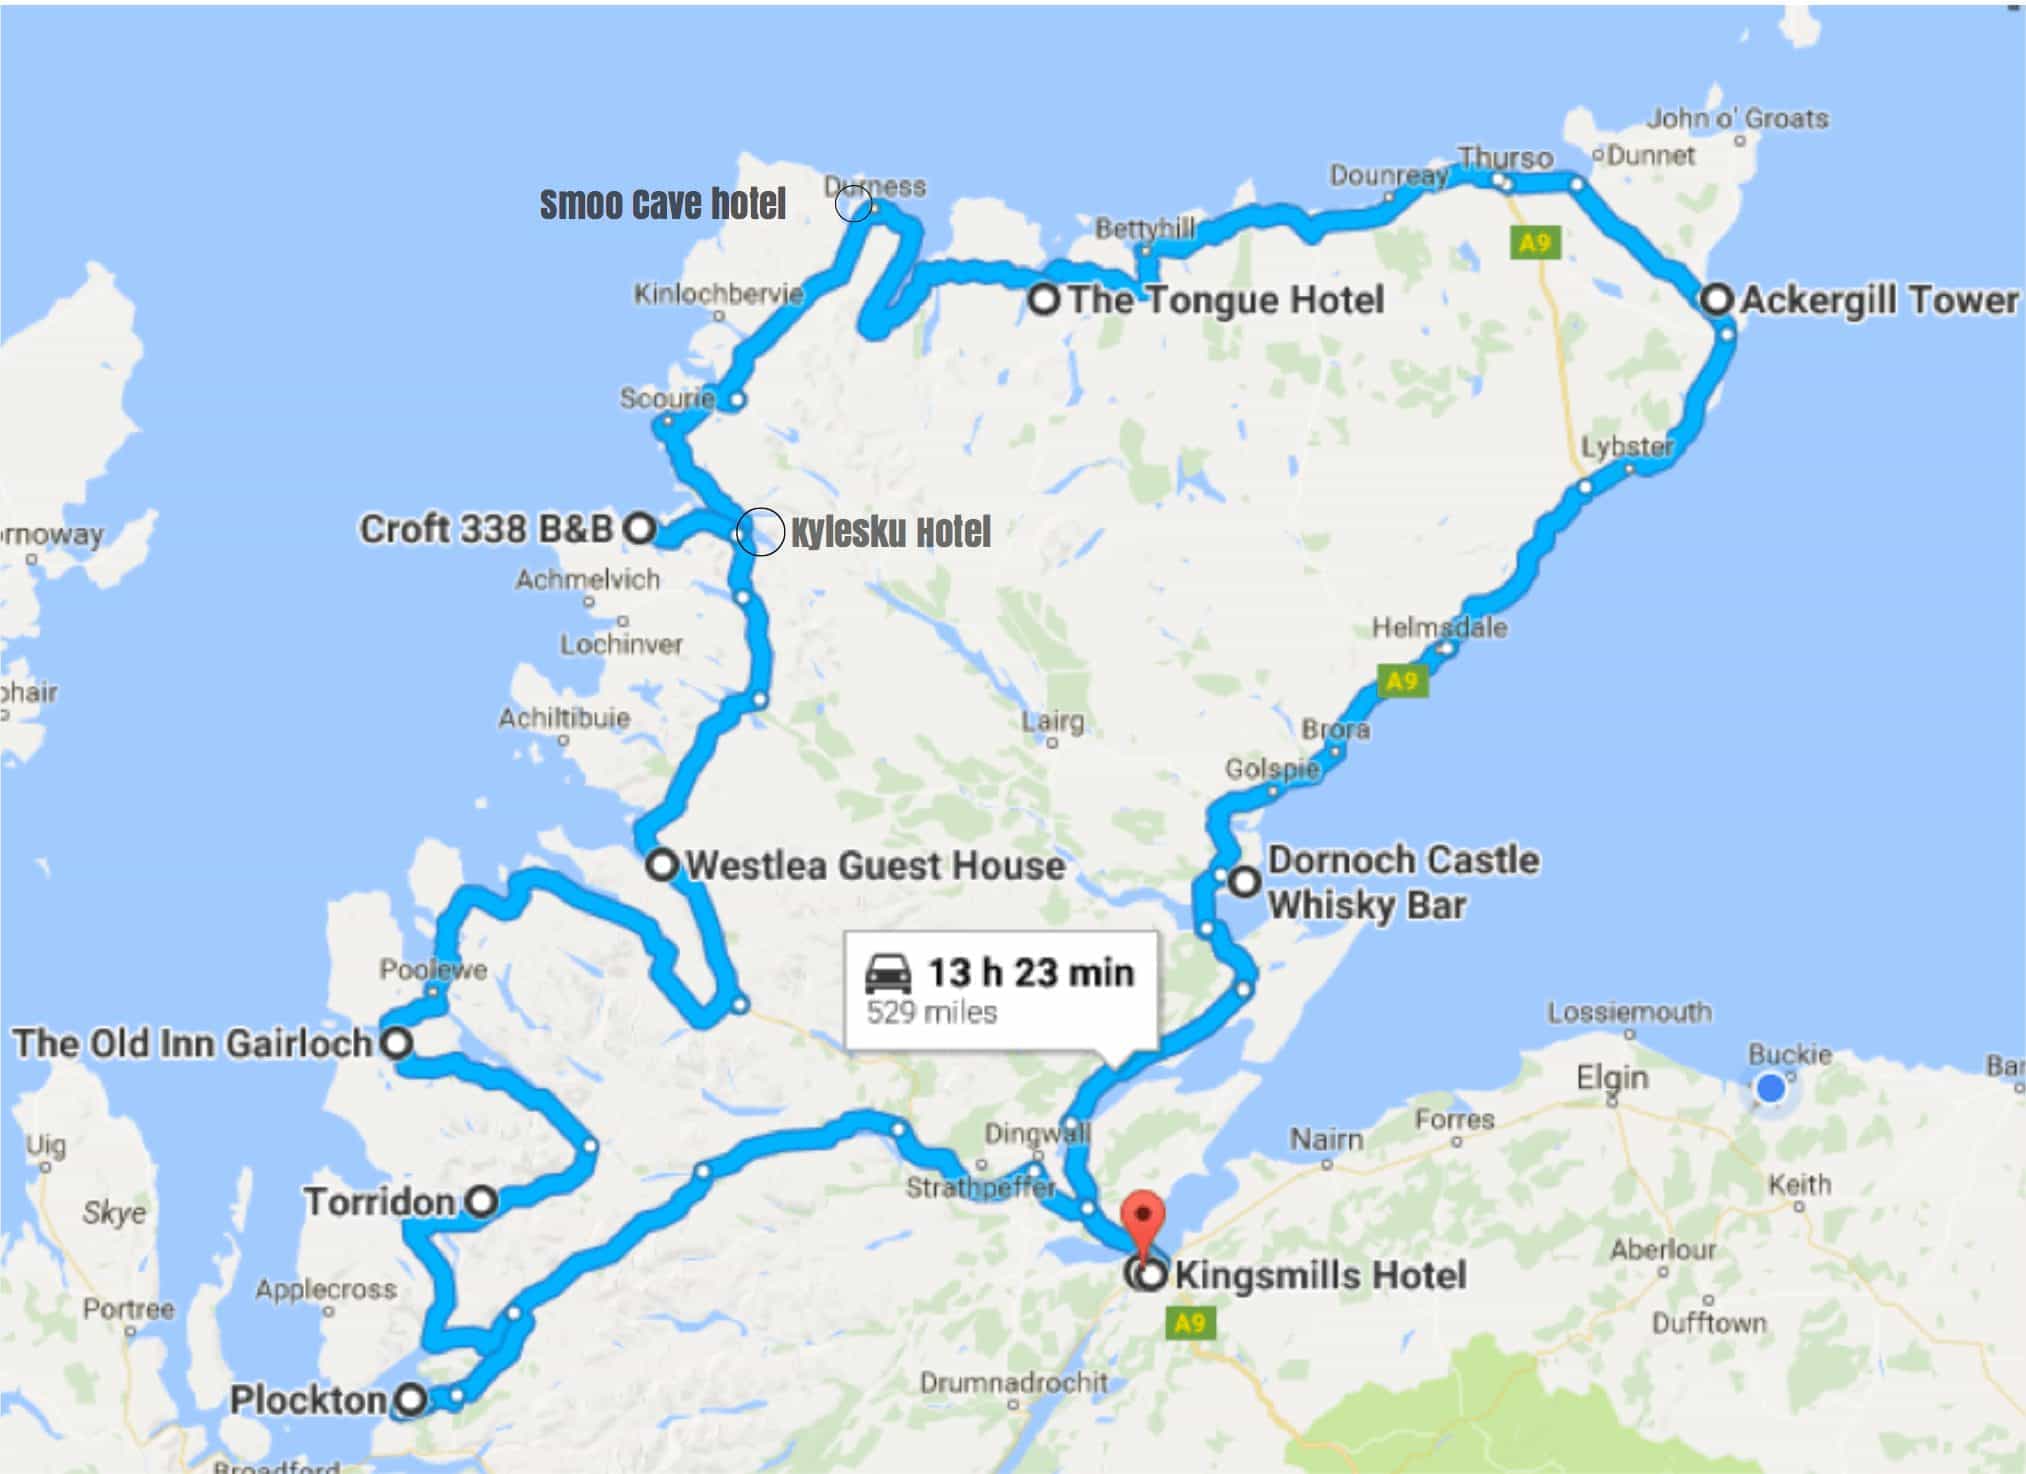 John o' Groats
Thurso
Dunnet
Dounreay
Durness
Smoo Cave hotel
Bettyhill
A9
Kinlochbervie
The Tongue Hotel
Ackergill Tower
Scourie
Lybster
Croft 338 B&B
Kylesku Hotel
rnoway
Achmelvich
Helmsdale
Lochinver
A9
phair
Achiltibuie
Lairg
Brora
Golspie
Westlea Guest House
Dornoch Castle
Whisky Bar
Poolewe
13 h 23 min
529 miles
Lossiemouth
The Old Inn Gairloch
Buckie
Bar
Elgin
Forres
Dingwall
Nairn
Uig
Strathpeffer
Keith
Torridon
Skye
Aberlour
Kingsmills Hotel
Applecross
Portree
A9
Dufftown
Drumnadrochit
Plockton
Broadford